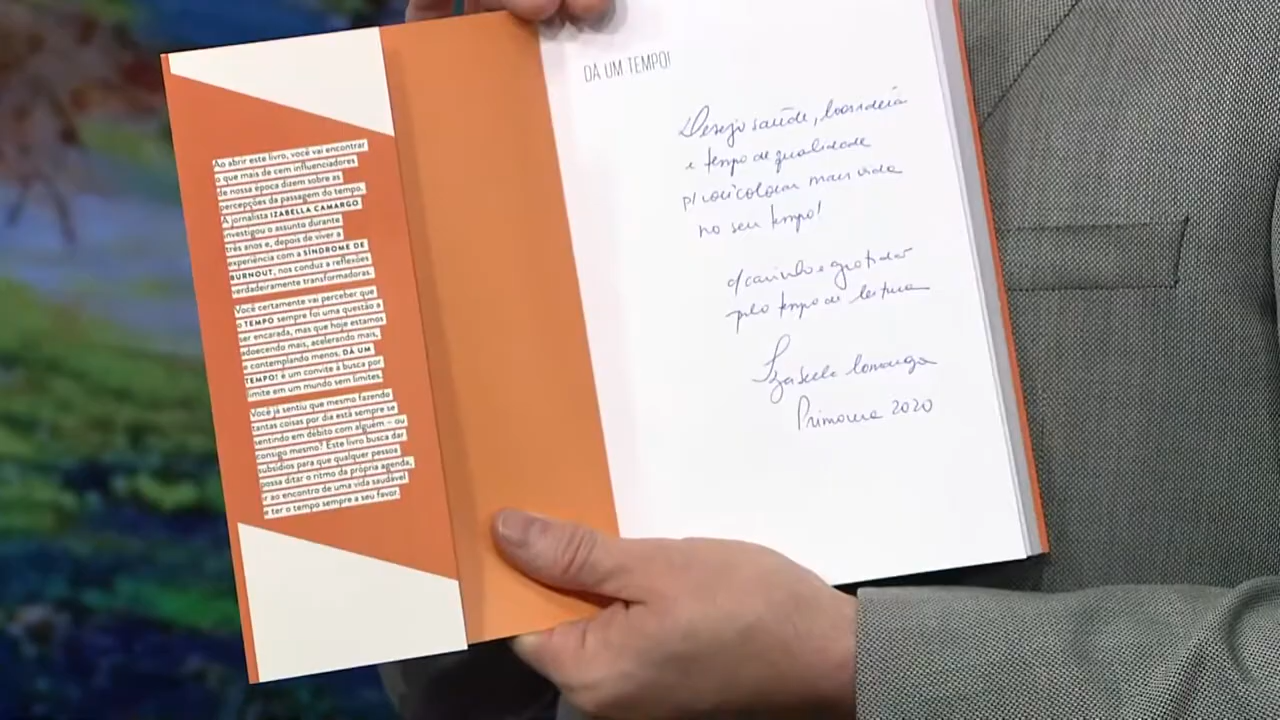 Ao abrir este livro, você vai encontrar
o que mais de cem influenciadores
de nossa época dizem sobre as
percepções da passagem do tempo.
A jornalista IZABELLA CAMARGO
investigou o assunto durante
três anos e, depois de viver a
experiência com a SÍNDROME DE
BURNOUT, nos conduz a reflexões
verdadeiramente transformadoras.
Você certamente vai perceber que
o TEMPO sempre foi uma questão a
ser encarada, mas que hoje estamos
adoecendo mais, acelerando mais,
e contemplando menos. DÁ UM
TEMPO! é um convite à busca por
limite em um mundo sem limites.
Você já sentiu que mesmo fazendo
tantas coisas por dia está sempre se
sentindo em débito com alguém – ou
consigo mesmo? Este livro busca dar
subsídios para que qualquer pessoa
possa ditar o ritmo da própria agenda,
ir ao encontro de uma vida saudável
e ter o tempo sempre a seu favor.
DÁ UM TEMPO!
Desejo saúde,
e tempo de qualidade
p/ você colocar mais vida
no seu tempo!
c/ carinho e gratidão
pelo tempo de leitura
Izabella Camargo
Primavera 2020